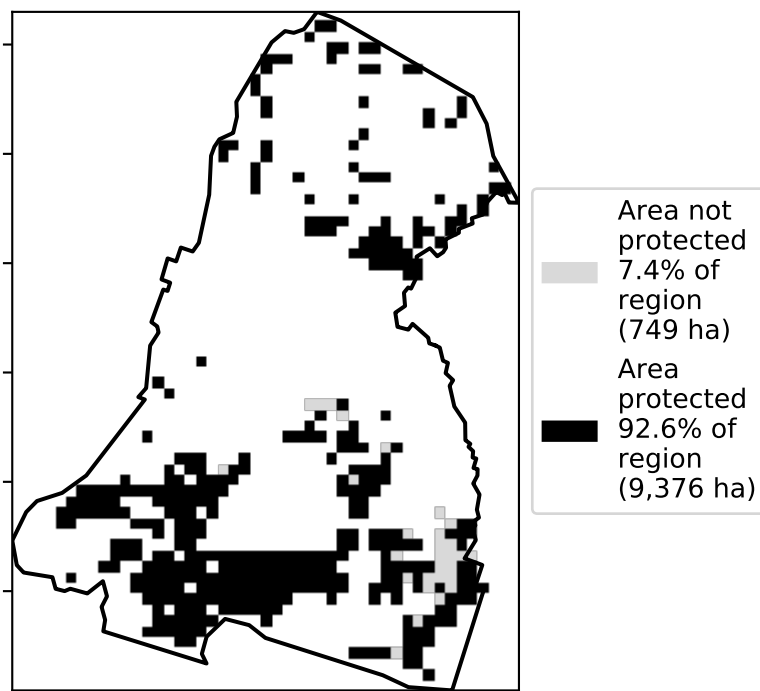 Area not
protected
7.4% of
region
(749 ha)
Area
protected
92.6% of
region
(9,376 ha)